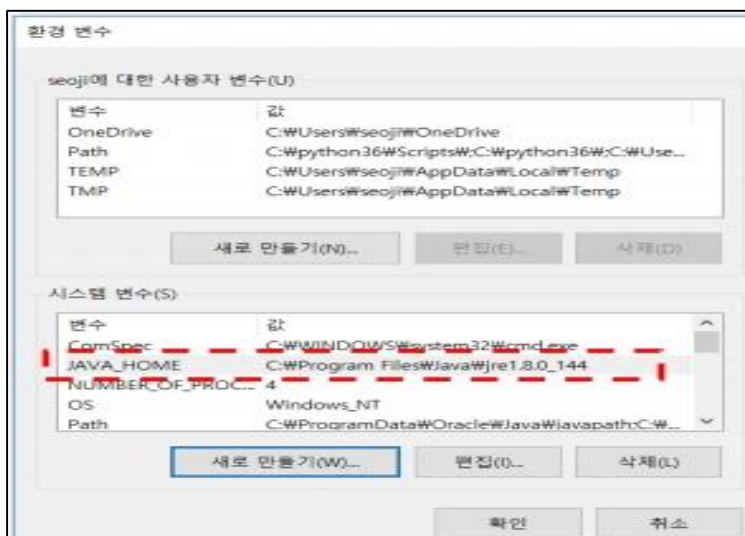 환경 변수
seoji에 대한 사용자 변수(U)
변수 값
OneDrive C:₩Users₩seoji₩OneDrive
Path C:₩python36₩Scripts₩;C:₩python36₩;C:₩Use...
TEMP C:₩Users₩seoji₩AppData₩Local₩Temp
TMP C:₩Users₩seoji₩AppData₩Local₩Temp
새로 만들기(N)... 편집(E)... 삭제(D)
시스템 변수(S)
변수 값
ComSpec C:₩WINDOWS₩system32₩cmd.exe
JAVA_HOME C:₩Program Files₩Java₩jre1.8.0_144
NUMBER_OF_PROC... 4
OS Windows_NT
Path C:₩ProgramData₩Oracle₩Java₩javapath;C:₩...
새로 만들기(W)... 편집(I)... 삭제(L)
확인 취소